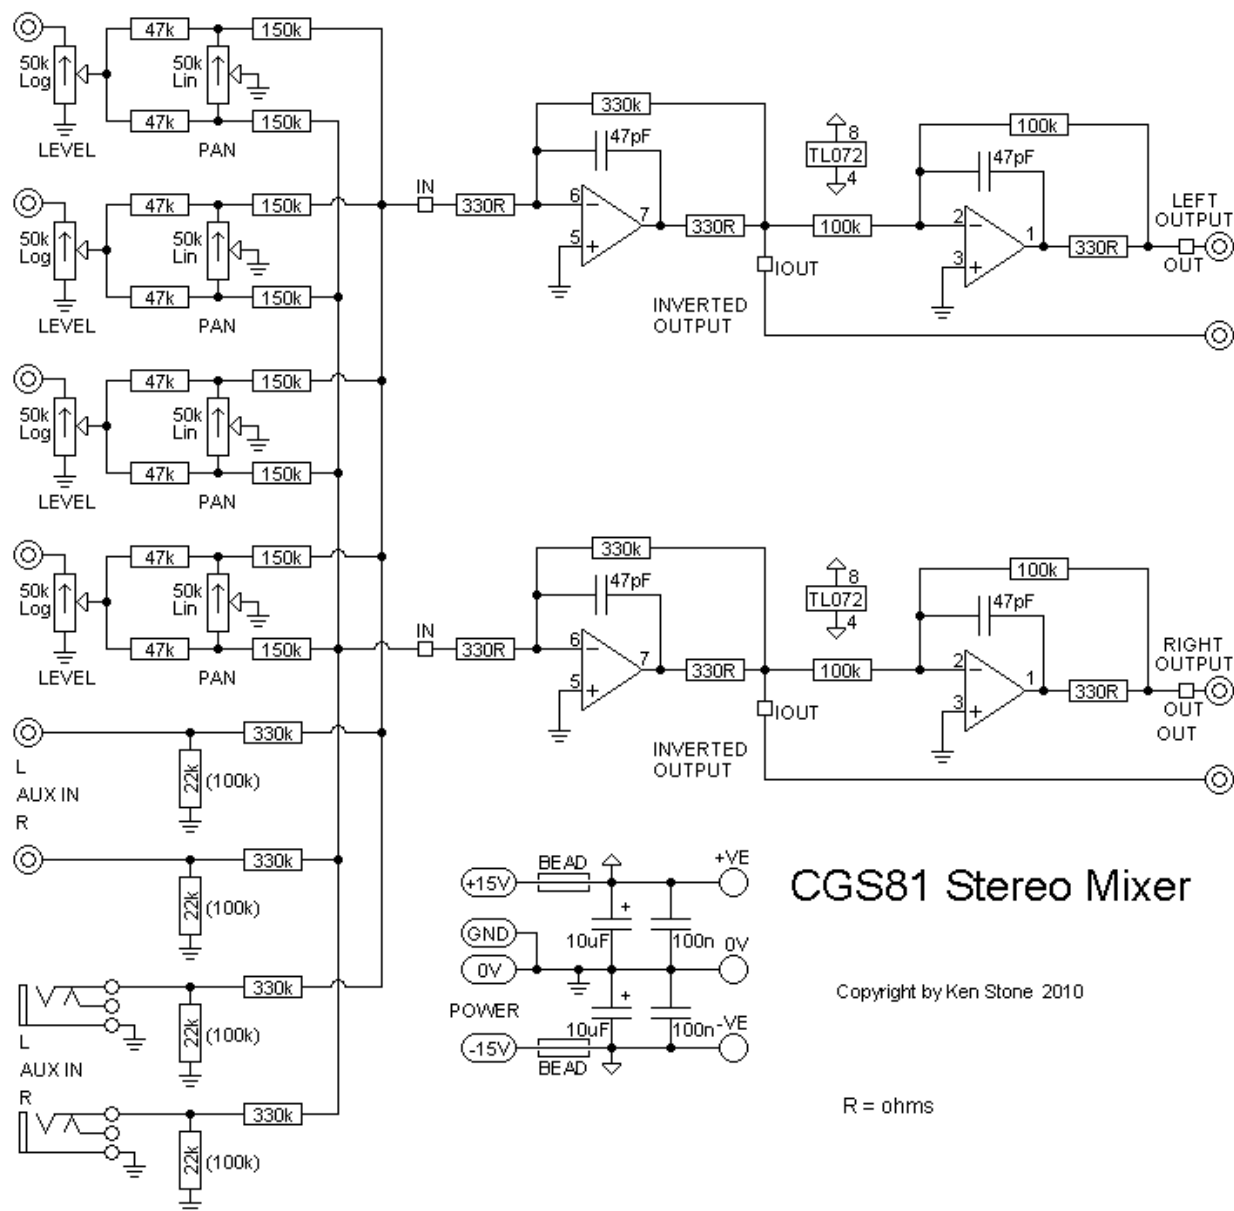 47k 150k
50k Log 50k Lin
47k 150k
LEVEL PAN
330k
47pF
8
TL072
4
100k
47pF
47k 150k
IN
330R
6
5
7
330R
100k
2
3
1
330R
LEFT
OUTPUT
OUT
50k Log 50k Lin
47k 150k
LEVEL PAN
IOUT
INVERTED
OUTPUT
47k 150k
50k Log 50k Lin
47k 150k
LEVEL PAN
47k 150k
50k Log 50k Lin
47k 150k
LEVEL PAN
330k
47pF
8
TL072
4
100k
47pF
IN
330R
6
5
7
330R
100k
2
3
1
330R
RIGHT
OUTPUT
OUT
OUT
IOUT
INVERTED
OUTPUT
330k
L
22k (100k)
AUX IN
R
330k
22k (100k)
330k
22k (100k)
L
AUX IN
R
330k
22k (100k)
BEAD
+VE
+15V
+
GND
10uF 100n 0V
0V
POWER
+
10uF 100n -VE
-15V
BEAD
CGS81 Stereo Mixer
Copyright by Ken Stone 2010
R = ohms